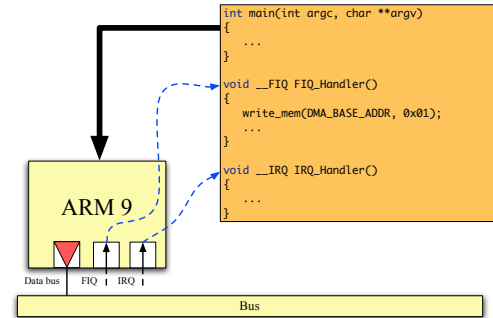 int main(int argc, char **argv)
{
...
}
void __FIQ FIQ_Handler()
{
write_mem(DMA_BASE_ADDR, 0x01);
...
}
void __IRQ IRQ_Handler()
{
...
}
ARM 9
Data bus
FIQ
IRQ
Bus